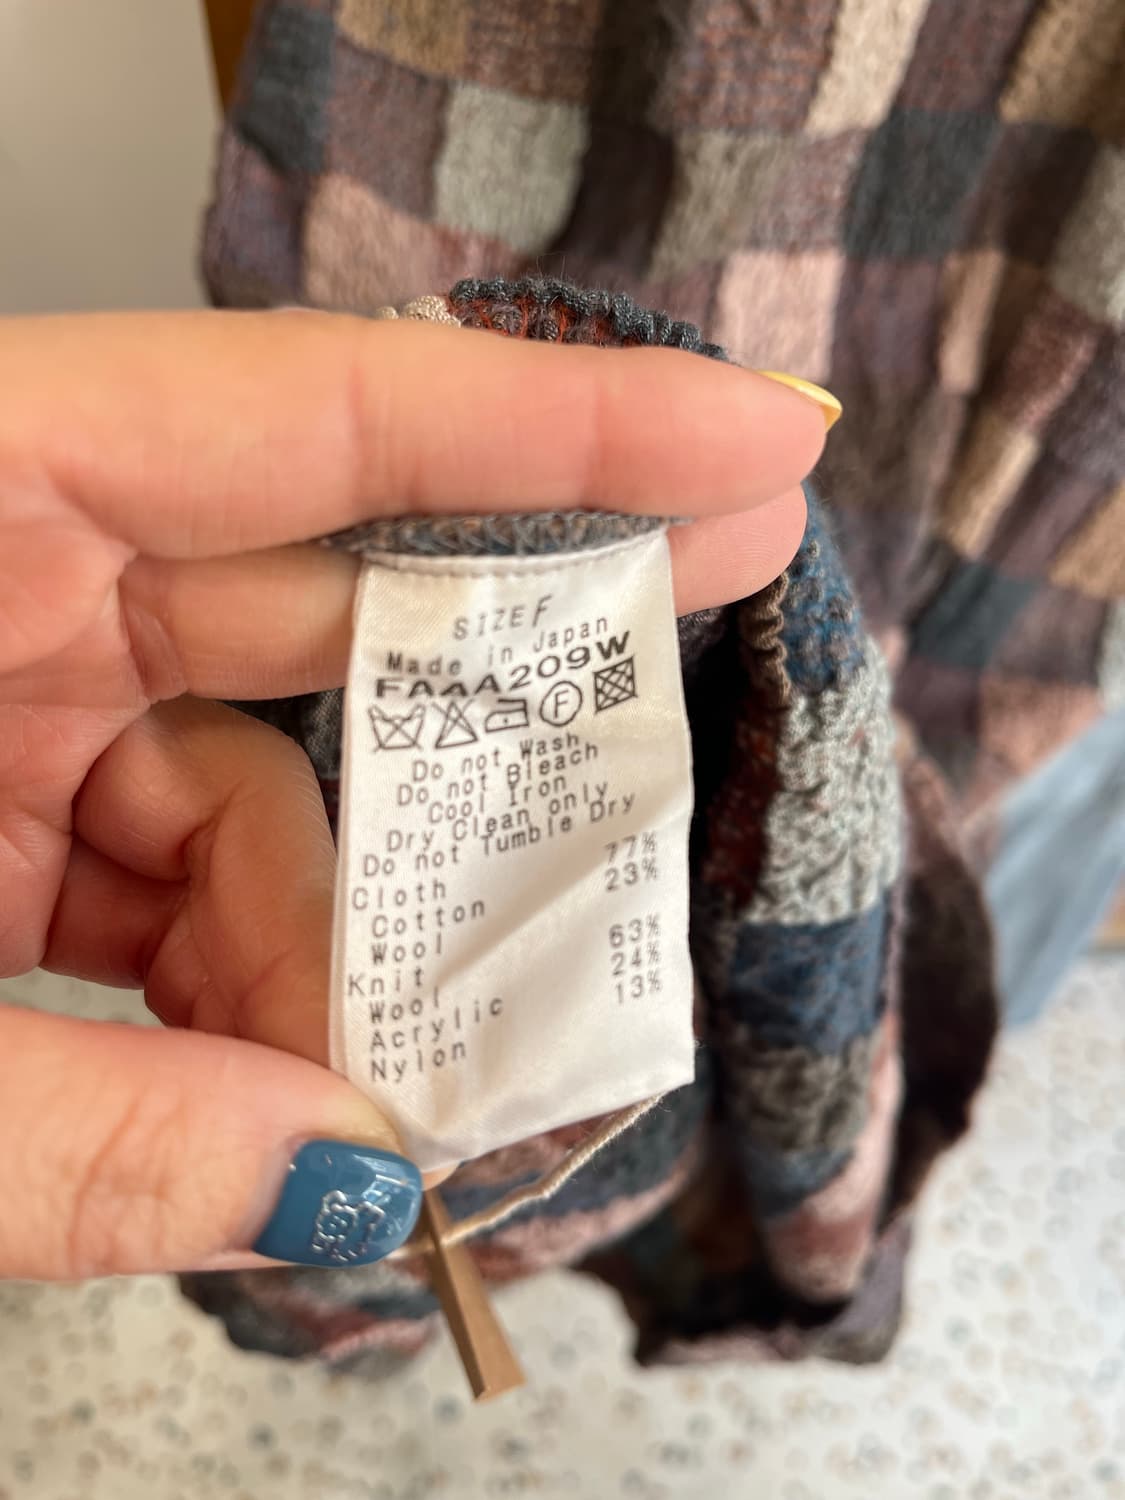 SIZE F
Made in Japan
FAAA209W
F
Do not Wash
Do not Bleach
Cool Iron
Dry Clean only
Do not Tumble Dry
Cloth
Cotton 77%
Wool 23%
Knit
Wool 63%
Acrylic 24%
Nylon 13%